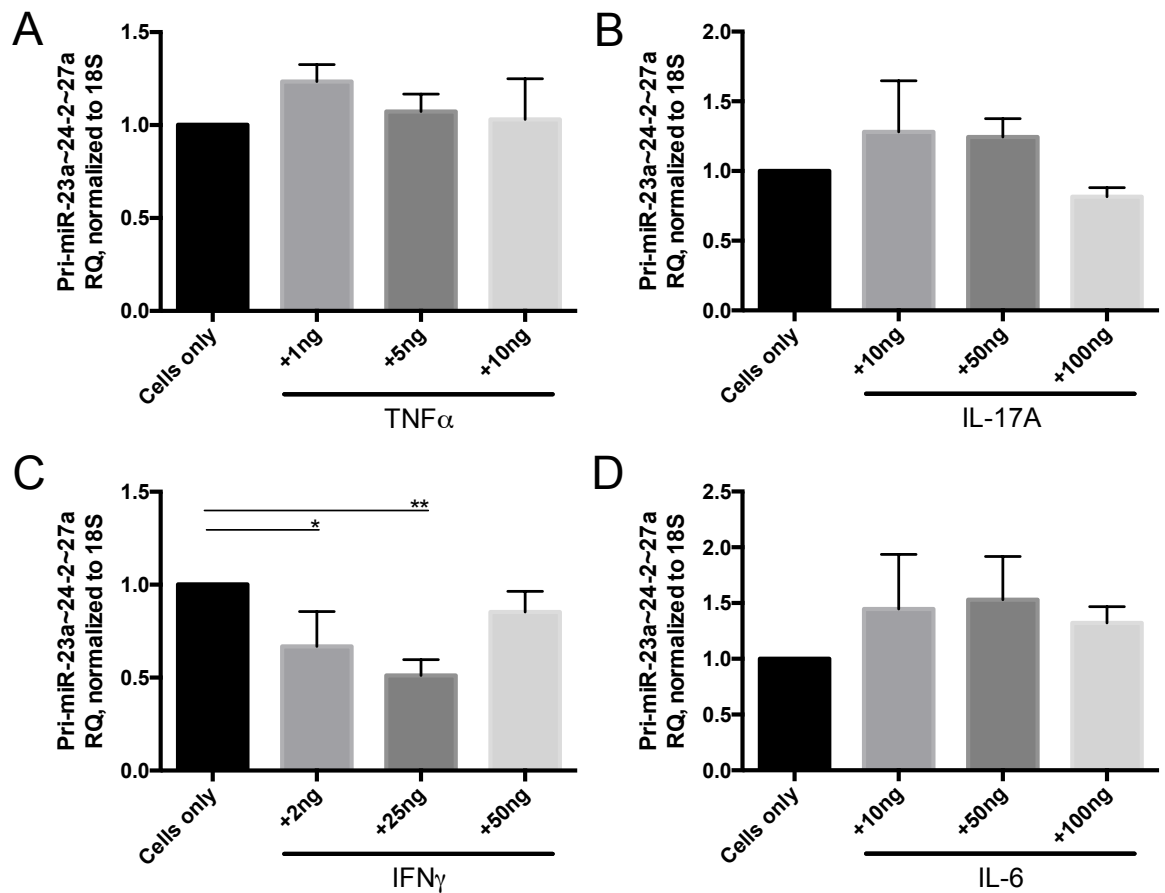 A
Pri-miR-23a~24-2~27a
RQ, normalized to 18S
1.5
1.0
0.5
0.0
Cells only
+1ng
+5ng
+10ng
TNFα
B
Pri-miR-23a~24-2~27a
RQ, normalized to 18S
2.0
1.5
1.0
0.5
0.0
Cells only
+10ng
+50ng
+100ng
IL-17A
C
Pri-miR-23a~24-2~27a
RQ, normalized to 18S
1.5
1.0
0.5
0.0
**
*
Cells only
+2ng
+25ng
+50ng
IFNγ
D
Pri-miR-23a~24-2~27a
RQ, normalized to 18S
2.5
2.0
1.5
1.0
0.5
0.0
Cells only
+10ng
+50ng
+100ng
IL-6